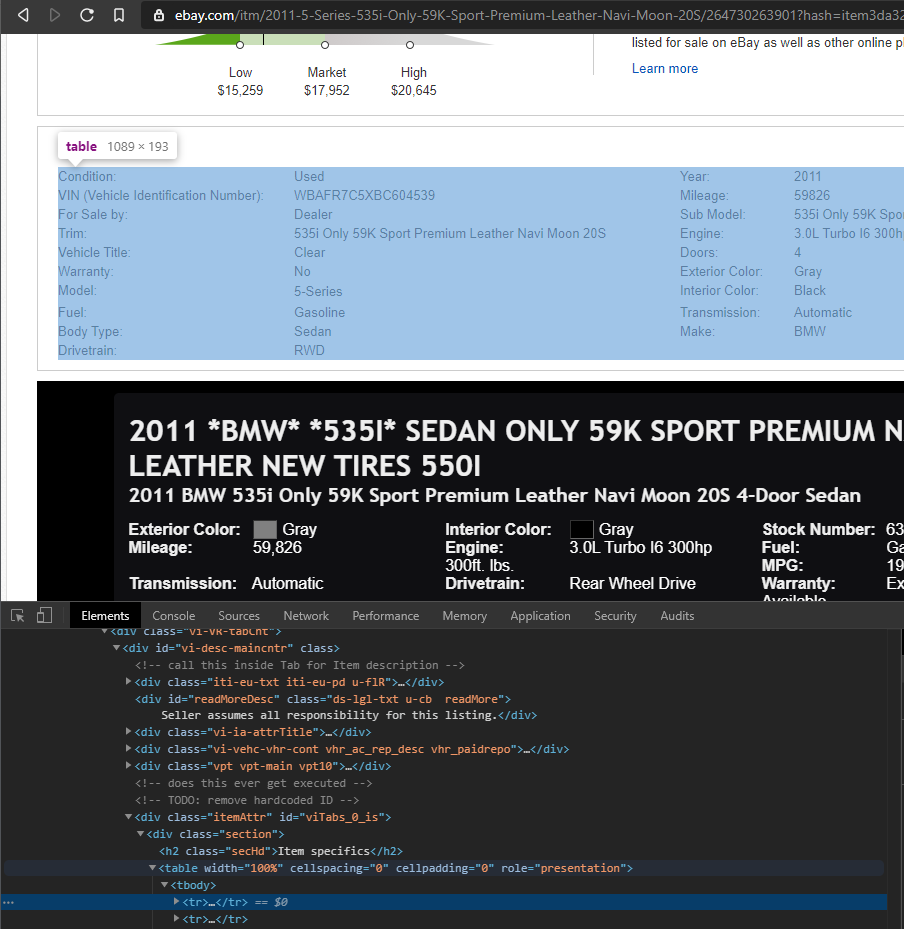 ebay.com/itm/2011-5-Series-535i-Only-59K-Sport-Premium-Leather-Navi-Moon-20S/264730263901?hash=item3da32
listed for sale on eBay as well as other online p
Low Market High
$15,259 $17,952 $20,645
Learn more
table 1089 × 193
Condition: Used Year: 2011
VIN (Vehicle Identification Number): WBAFR7C5XBC604539 Mileage: 59826
For Sale by: Dealer Sub Model: 535i Only 59K Spo
Trim: 535i Only 59K Sport Premium Leather Navi Moon 20S Engine: 3.0L Turbo I6 300h
Vehicle Title: Clear Doors: 4
Warranty: No Exterior Color: Gray
Model: 5-Series Interior Color: Black
Fuel: Gasoline Transmission: Automatic
Body Type: Sedan Make: BMW
Drivetrain: RWD
2011 *BMW* *535I* SEDAN ONLY 59K SPORT PREMIUM N
LEATHER NEW TIRES 550I
2011 BMW 535i Only 59K Sport Premium Leather Navi Moon 20S 4-Door Sedan
Exterior Color: Gray Interior Color: Gray Stock Number: 63
Mileage: 59,826 Engine: 3.0L Turbo I6 300hp Fuel: Ga
300ft. lbs. MPG: 19
Transmission: Automatic Drivetrain: Rear Wheel Drive Warranty: Ex
Available
Elements Console Sources Network Performance Memory Application Security Audits
<div class="vi-VR-tabCnt">
<div id="vi-desc-maincntr" class>
<!-- call this inside Tab for Item description -->
<div class="iti-eu-txt iti-eu-pd u-flR">…</div>
<div id="readMoreDesc" class="ds-lgl-txt u-cb  readMore">
Seller assumes all responsibility for this listing.</div>
<div class="vi-ia-attrTitle">…</div>
<div class="vi-vehc-vhr-cont vhr_ac_rep_desc vhr_paidrepo">…</div>
<div class="vpt vpt-main vpt10">…</div>
<!-- does this ever get executed -->
<!-- TODO: remove hardcoded ID -->
<div class="itemAttr" id="viTabs_0_is">
<div class="section">
<h2 class="secHd">Item specifics</h2>
<table width="100%" cellspacing="0" cellpadding="0" role="presentation">
<tbody>
<tr>…</tr> == $0
<tr>…</tr>